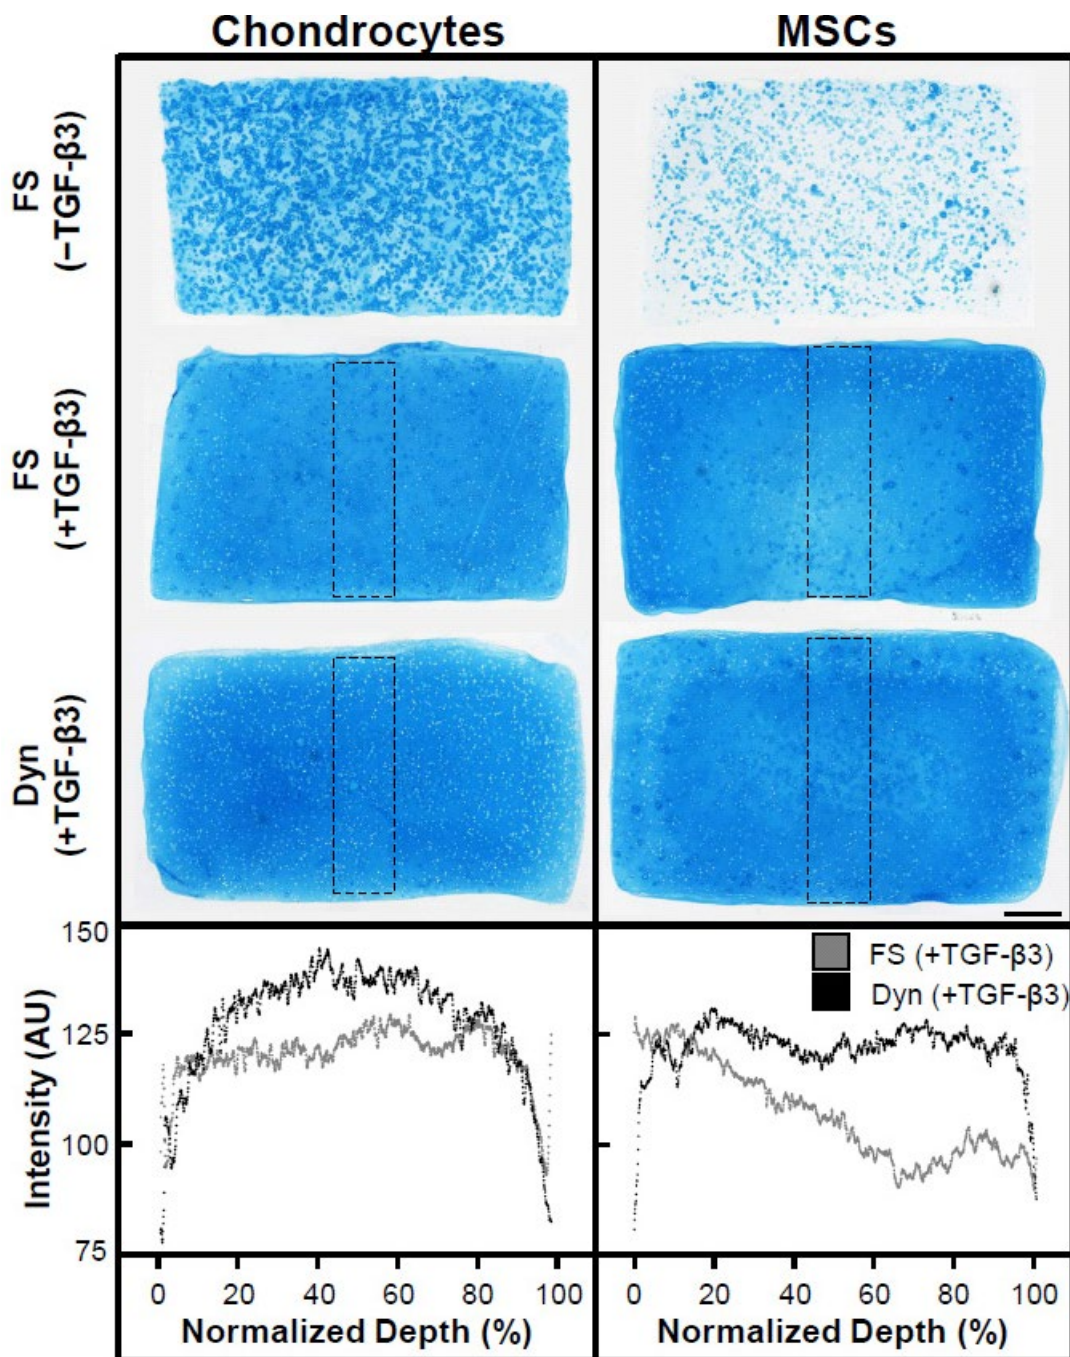 Chondrocytes
MSCs
FS
(−TGF-β3)
FS
(+TGF-β3)
Dyn
(+TGF-β3)
Intensity (AU)
150
125
100
75
FS (+TGF-β3)
Dyn (+TGF-β3)
0 20 40 60 80 100
0 20 40 60 80 100
Normalized Depth (%)
Normalized Depth (%)